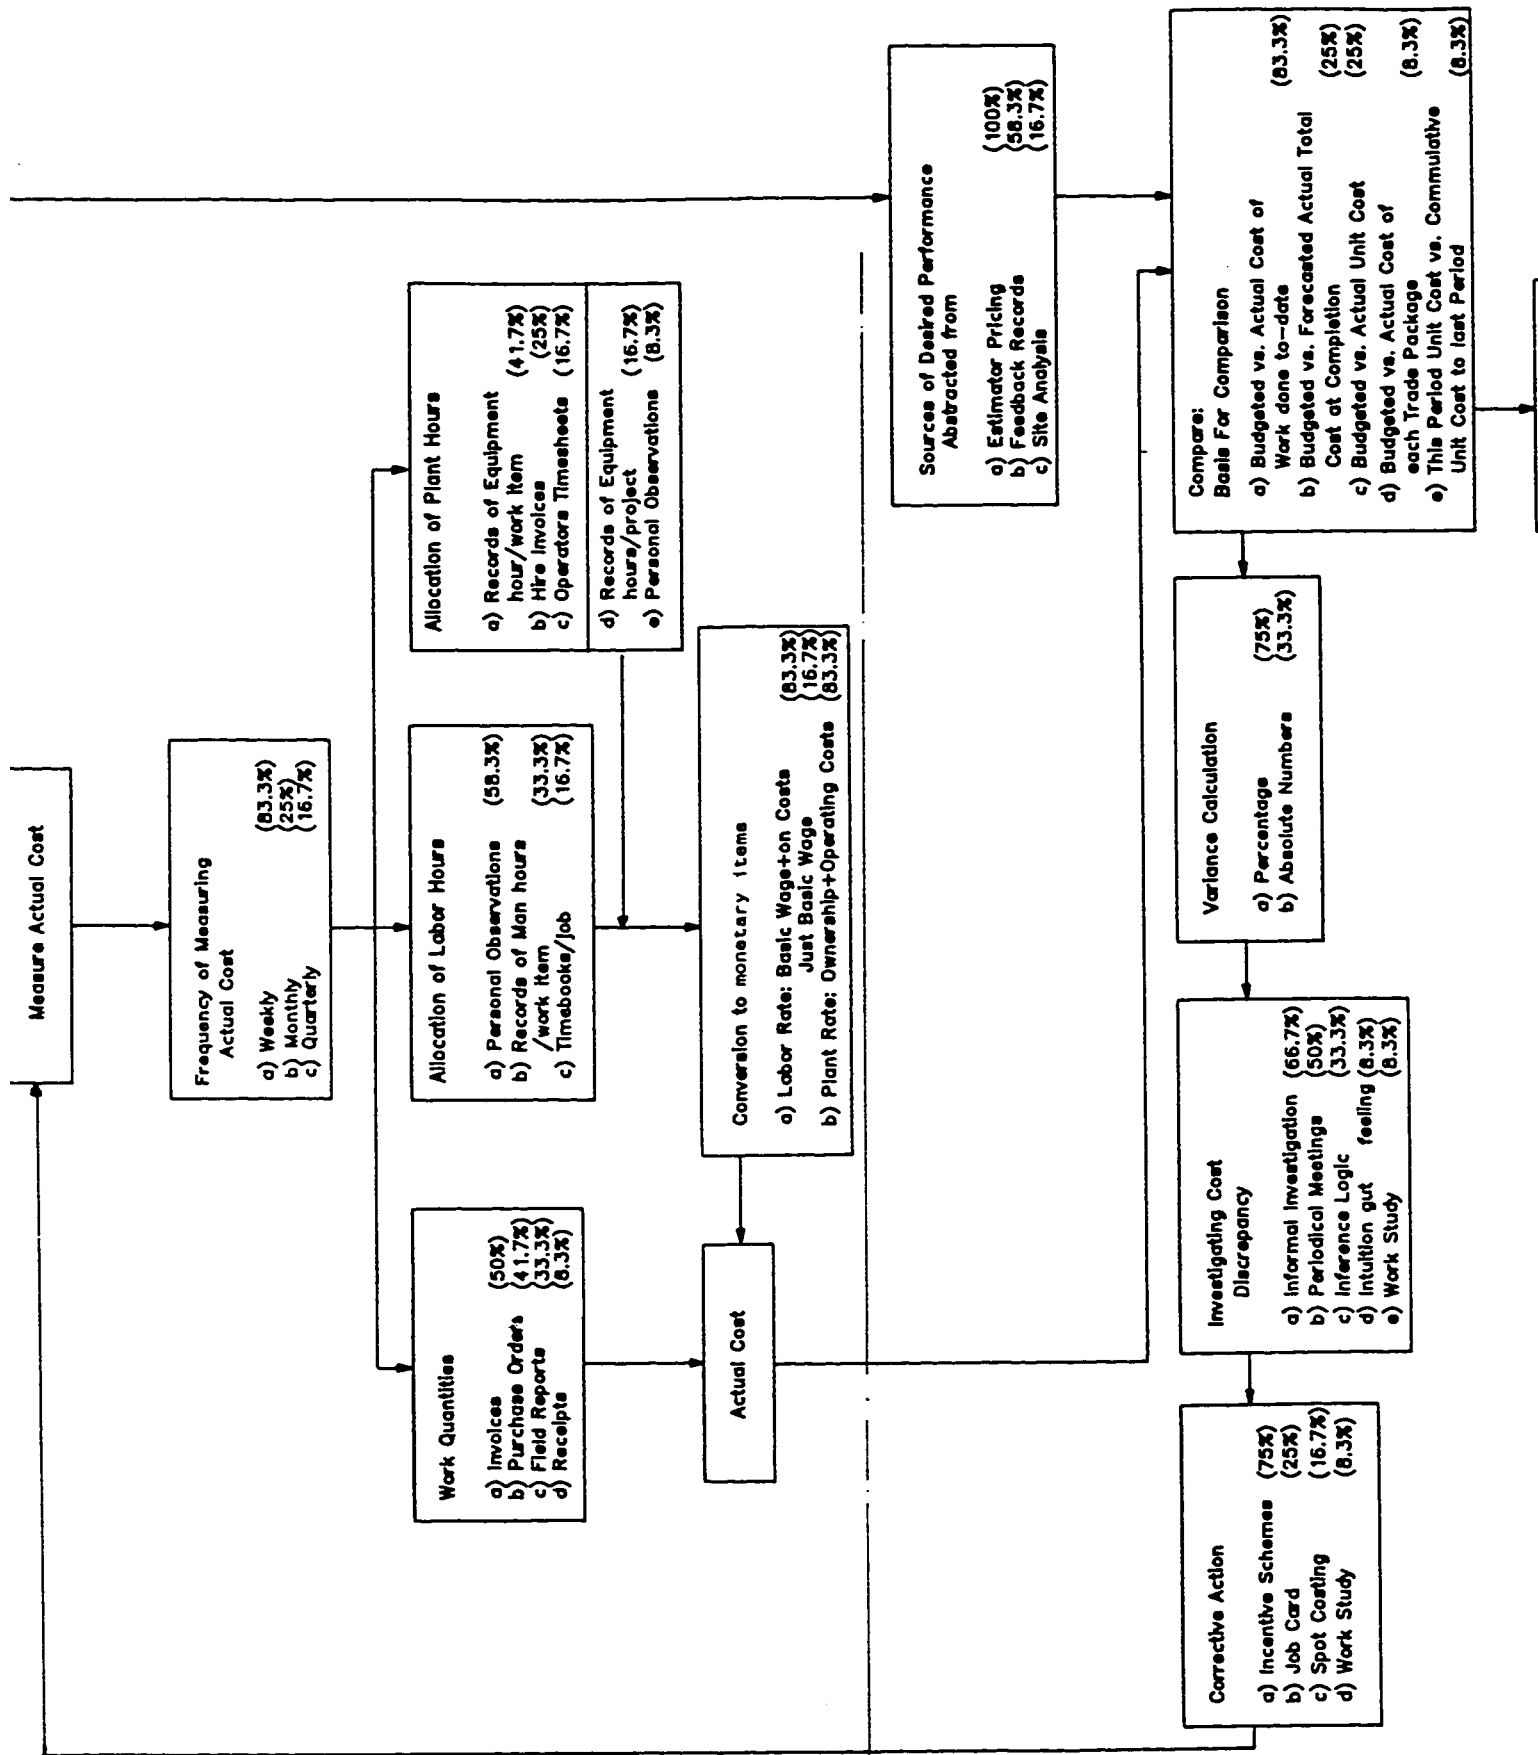 Measure Actual Cost
Frequency of Measuring
Actual Cost
a) Weekly (83.3%)
b) Monthly (25%)
c) Quarterly (16.7%)
Work Quantities
a) Invoices (50%)
b) Purchase Orders (41.7%)
c) Field Reports (33.3%)
d) Receipts (8.3%)
Allocation of Labor Hours
a) Personal Observations (58.3%)
b) Records of Man hours
/work item (33.3%)
c) Timebooks/job (16.7%)
Allocation of Plant Hours
a) Records of Equipment
hour/work item (41.7%)
b) Hire Invoices (25%)
c) Operators Timesheets (16.7%)
d) Records of Equipment
hours/project (16.7%)
e) Personal Observations (8.3%)
Conversion to monetary items
a) Labor Rate: Basic Wage+on Costs (83.3%)
Just Basic Wage (16.7%)
b) Plant Rate: Ownership+Operating Costs (83.3%)
Actual Cost
Sources of Desired Performance
Abstracted from
a) Estimator Pricing (100%)
b) Feedback Records (58.3%)
c) Site Analysis (16.7%)
Compare:
Basis For Comparison
a) Budgeted vs. Actual Cost of
Work done to-date (83.3%)
b) Budgeted vs. Forecasted Actual Total
Cost at Completion (25%)
c) Budgeted vs. Actual Unit Cost (25%)
d) Budgeted vs. Actual Cost of
each Trade Package (8.3%)
e) This Period Unit Cost vs. Commulative
Unit Cost to last Period (8.3%)
Variance Calculation
a) Percentage (75%)
b) Absolute Numbers (33.3%)
Investigating Cost
Discrepancy
a) Informal Investigation (66.7%)
b) Periodical Meetings (50%)
c) Inference Logic (33.3%)
d) Intuition gut feeling (8.3%)
e) Work Study (8.3%)
Corrective Action
a) Incentive Schemes (75%)
b) Job Card (25%)
c) Spot Costing (16.7%)
d) Work Study (8.3%)